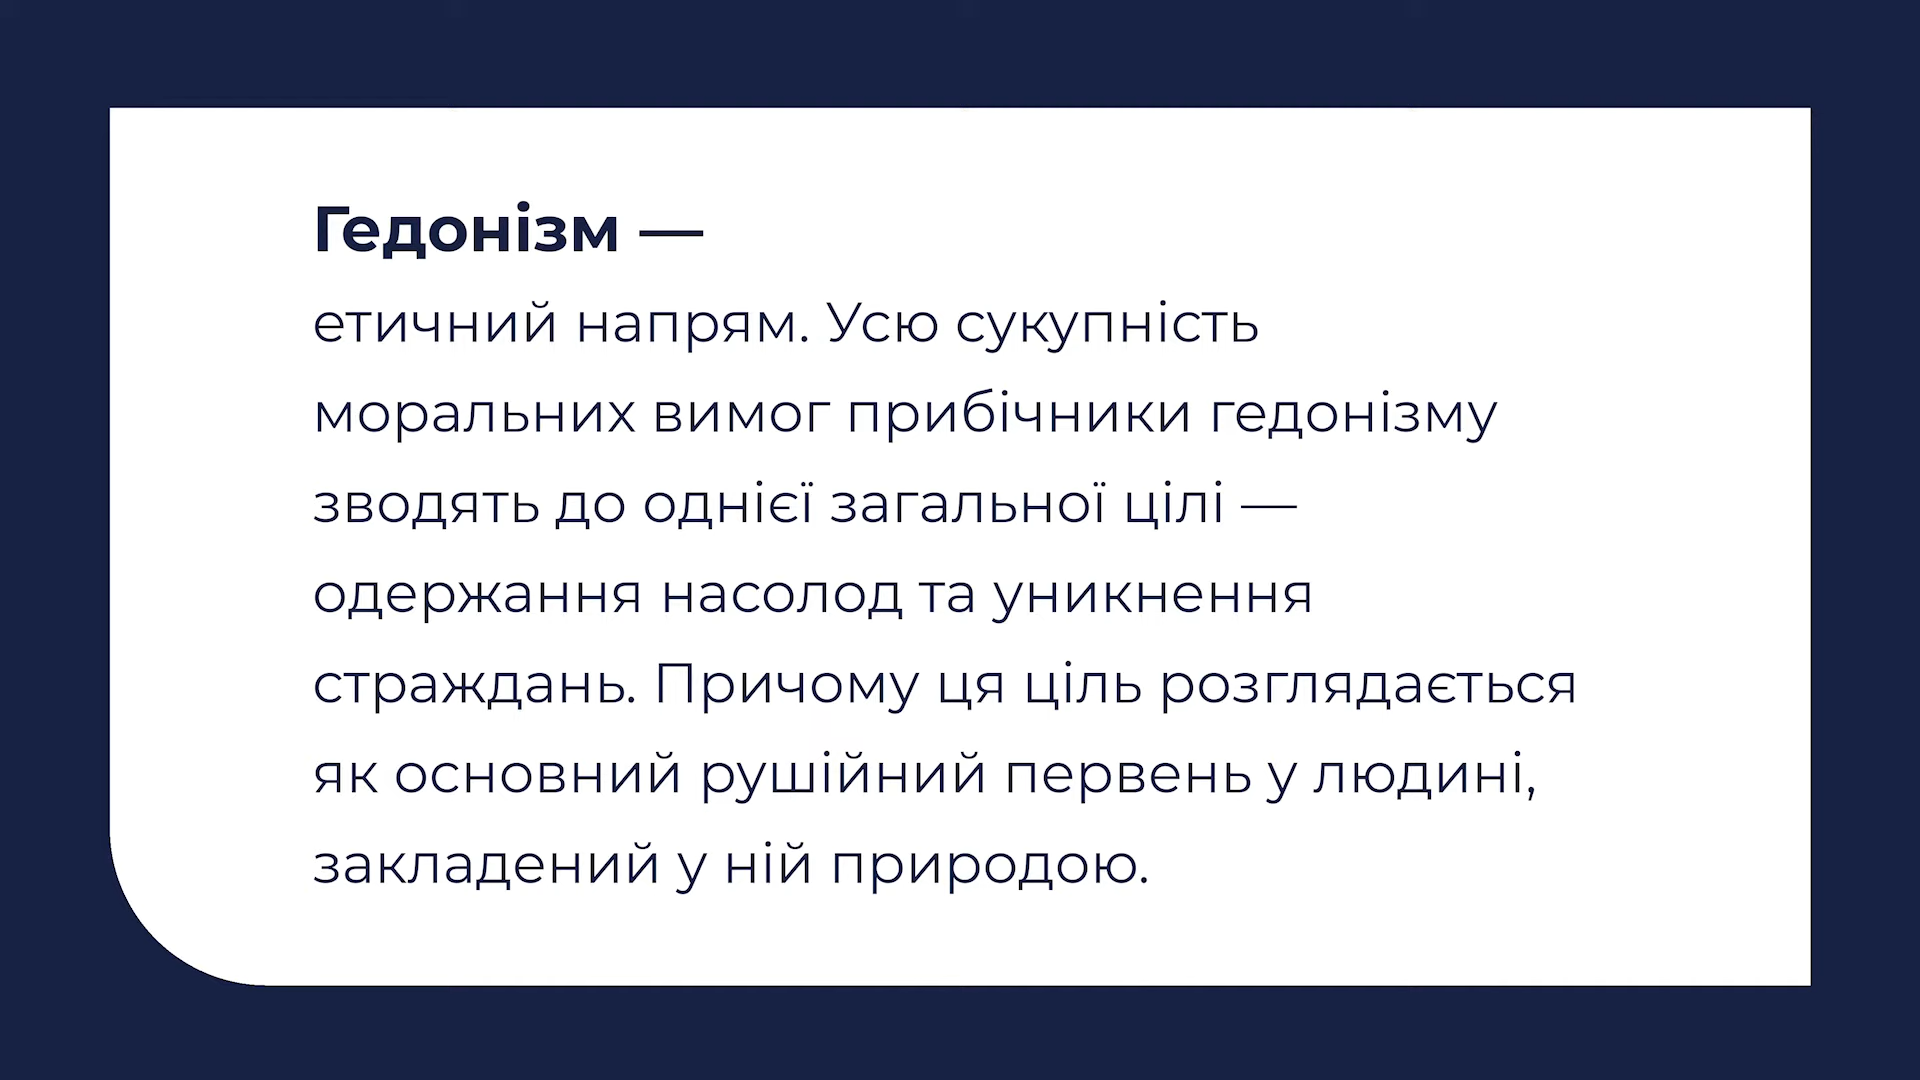 Гедонізм —
етичний напрям. Усю сукупність
моральних вимог прибічники гедонізму
зводять до однієї загальної цілі —
одержання насолод та уникнення
страждань. Причому ця ціль розглядається
як основний рушійний первень у людині,
закладений у ній природою.